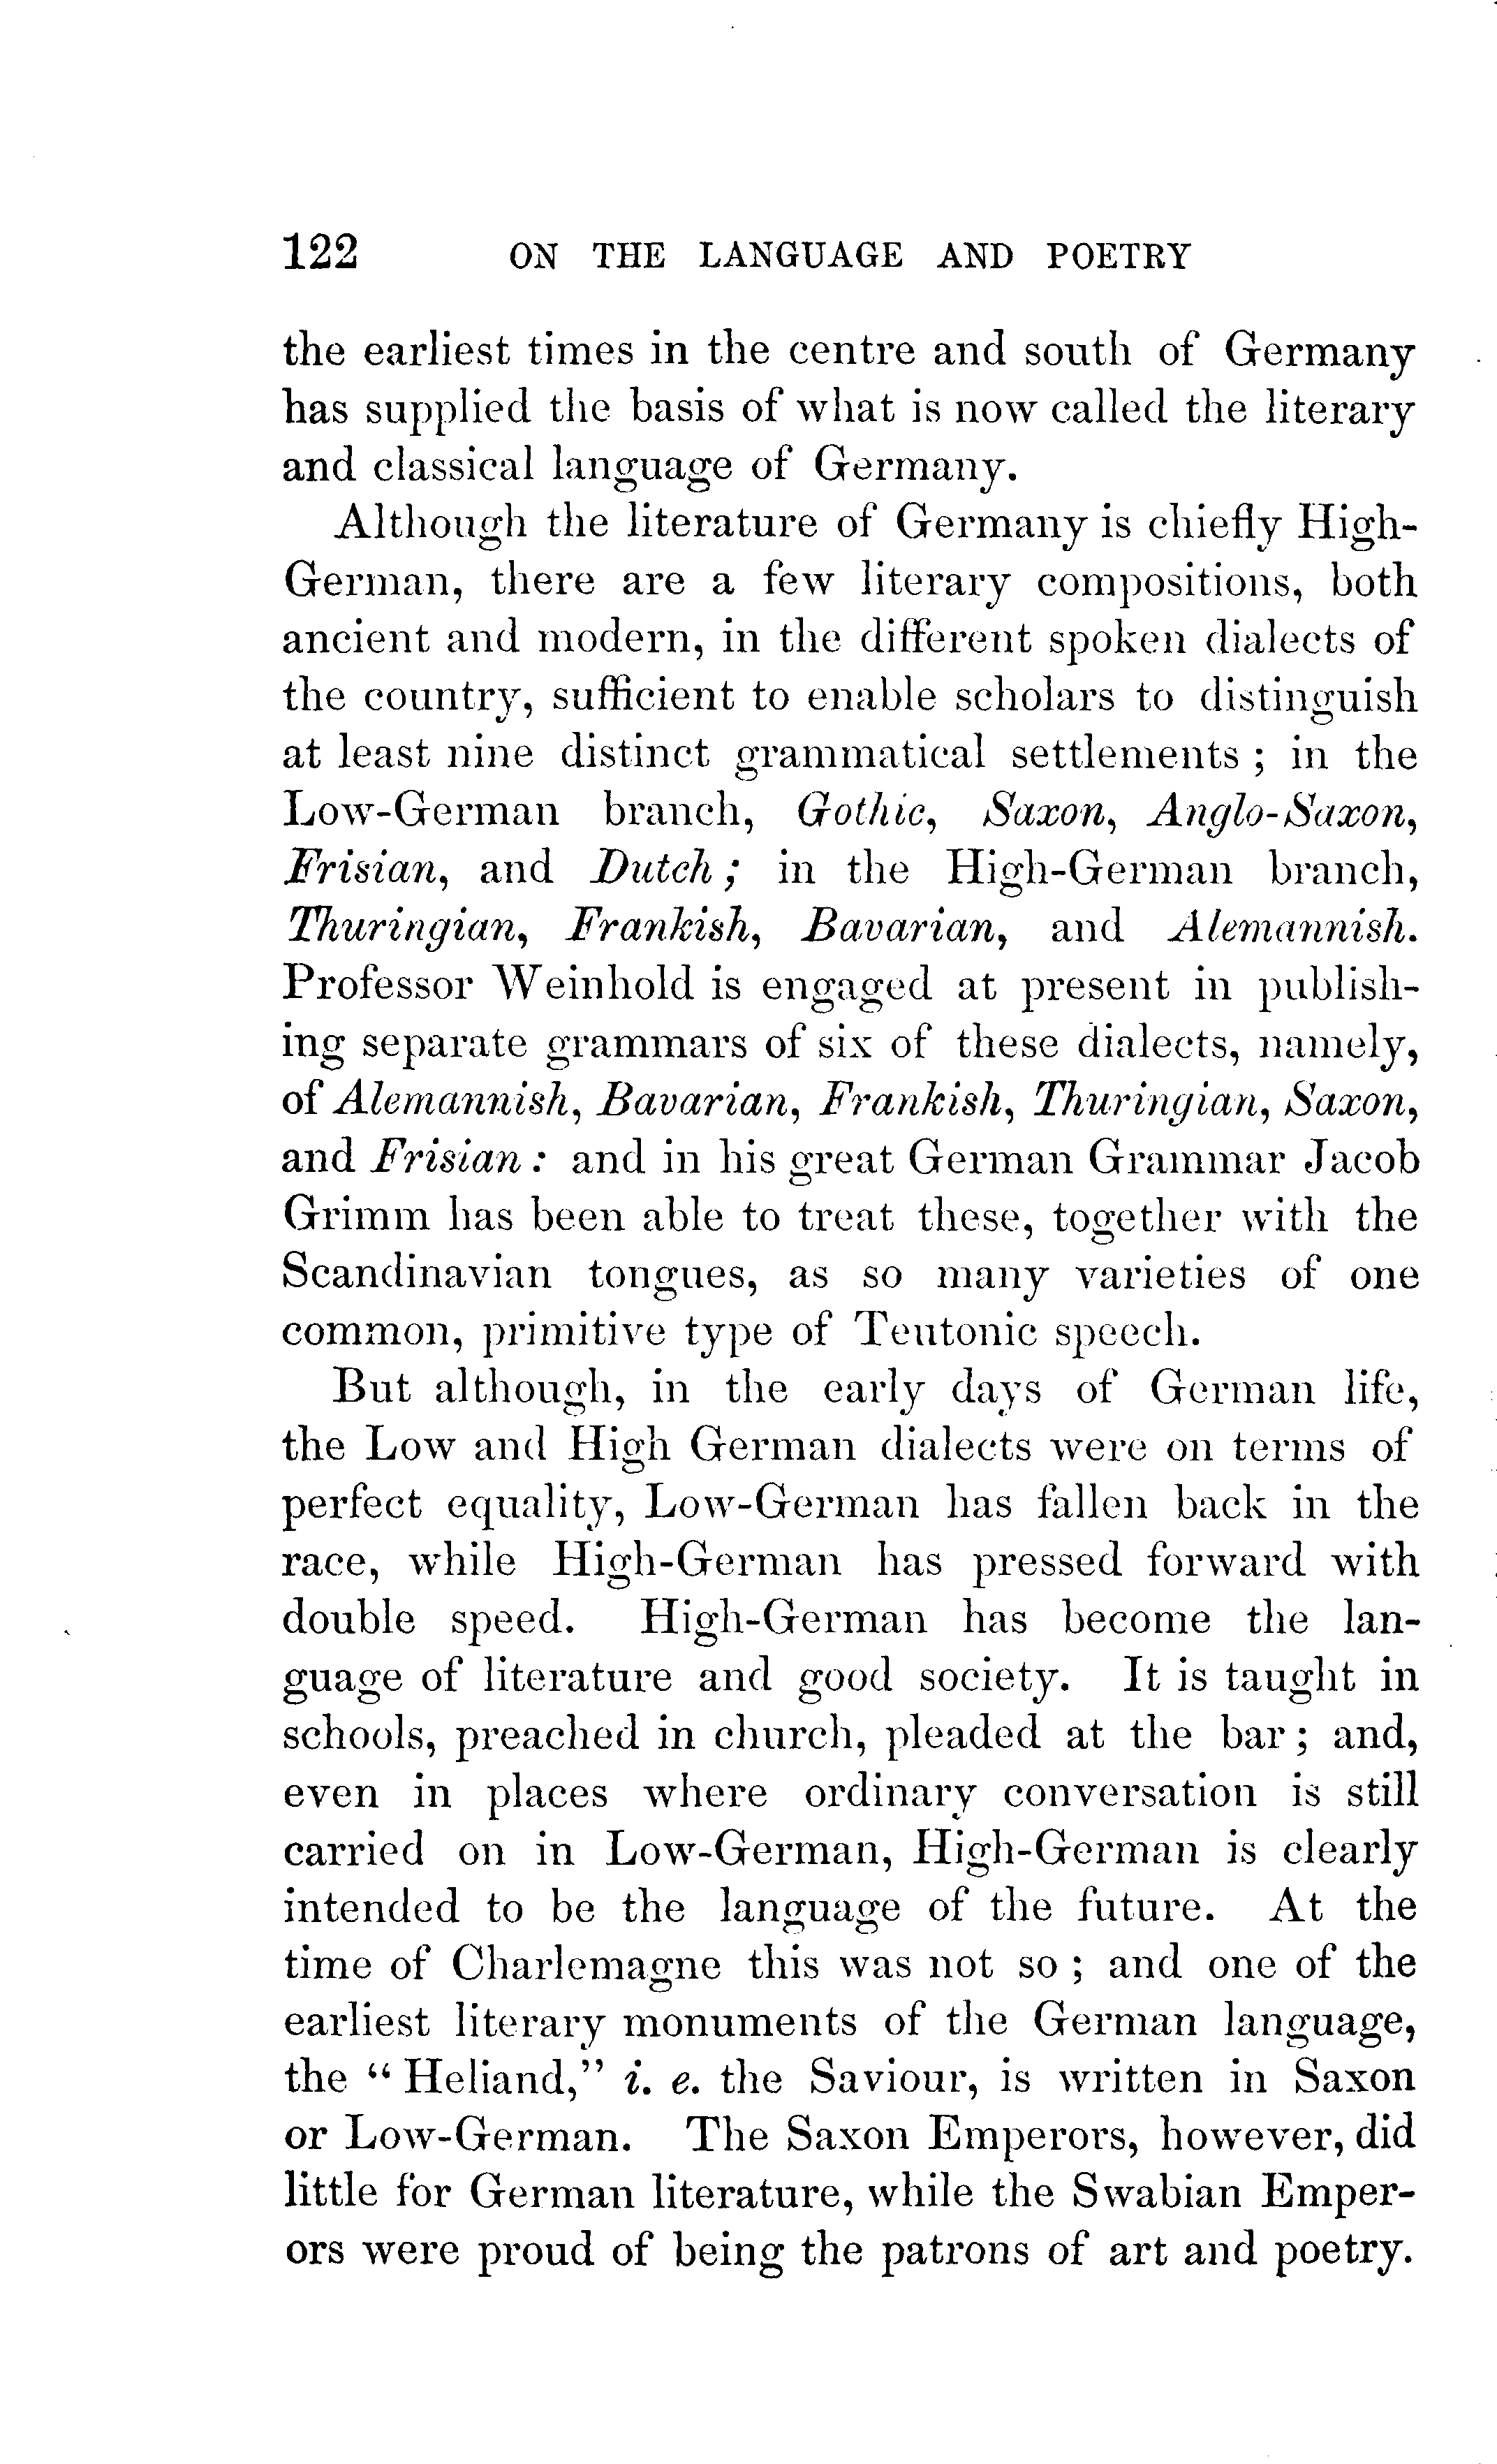 122 ON THE LANGUAGE AND POETRY
the earliest times in the centre and south of Germany
has supplied the basis of what is now called the literary
and classical language of Germany.
Although the literature of Germany is chiefly High-
German, there are a few literary compositions, both
ancient and modern, in the different spoken dialects of
the country, sufficient to enable scholars to distinguish
at least nine distinct grammatical settlements ; in the
Low-German branch, Gothic, Saxon, Anglo-Saxon,
Frisian, and Dutch ; in the High-German branch,
Thuringian, Frankish, Bavarian, and Alemannish.
Professor Weinhold is engaged at present in publish-
ing separate grammars of six of these dialects, namely,
of Alemannish, Bavarian, Frankish, Thuringian, Saxon,
and Frisian : and in his great German Grammar Jacob
Grimm has been able to treat these, together with the
Scandinavian tongues, as so many varieties of one
common, primitive type of Teutonic speech.
But although, in the early days of German life,
the Low and High German dialects were on terms of
perfect equality, Low-German has fallen back in the
race, while High-German has pressed forward with
double speed. High-German has become the lan-
guage of literature and good society. It is taught in
schools, preached in church, pleaded at the bar ; and,
even in places where ordinary conversation is still
carried on in Low-German, High-German is clearly
intended to be the language of the future. At the
time of Charlemagne this was not so ; and one of the
earliest literary monuments of the German language,
the " Heliand," i. e. the Saviour, is written in Saxon
or Low-German. The Saxon Emperors, however, did
little for German literature, while the Swabian Emper-
ors were proud of being the patrons of art and poetry.